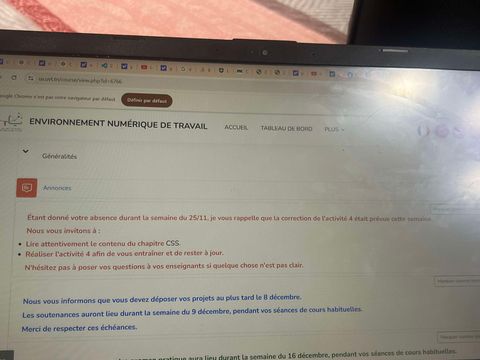 uv.uvt.tn/course/view.php?id=6766
Google Chrome n'est pas votre navigateur par défaut Définir par défaut
ENVIRONNEMENT NUMÉRIQUE DE TRAVAIL ACCUEIL TABLEAU DE BORD PLUS
Généralités
Annonces
Étant donné votre absence durant la semaine du 25/11, je vous rappelle que la correction de l'activité 4 était prévue cette semaine.
Nous vous invitons à :
• Lire attentivement le contenu du chapitre CSS.
• Réaliser l'activité 4 afin de vous entraîner et de rester à jour.
N'hésitez pas à poser vos questions à vos enseignants si quelque chose n'est pas clair.
Marquer comme
Nous vous informons que vous devez déposer vos projets au plus tard le 8 décembre.
Les soutenances auront lieu durant la semaine du 9 décembre, pendant vos séances de cours habituelles.
Merci de respecter ces échéances.
Marquer comme
pratique aura lieu durant la semaine du 16 décembre, pendant vos séances de cours habituelles.